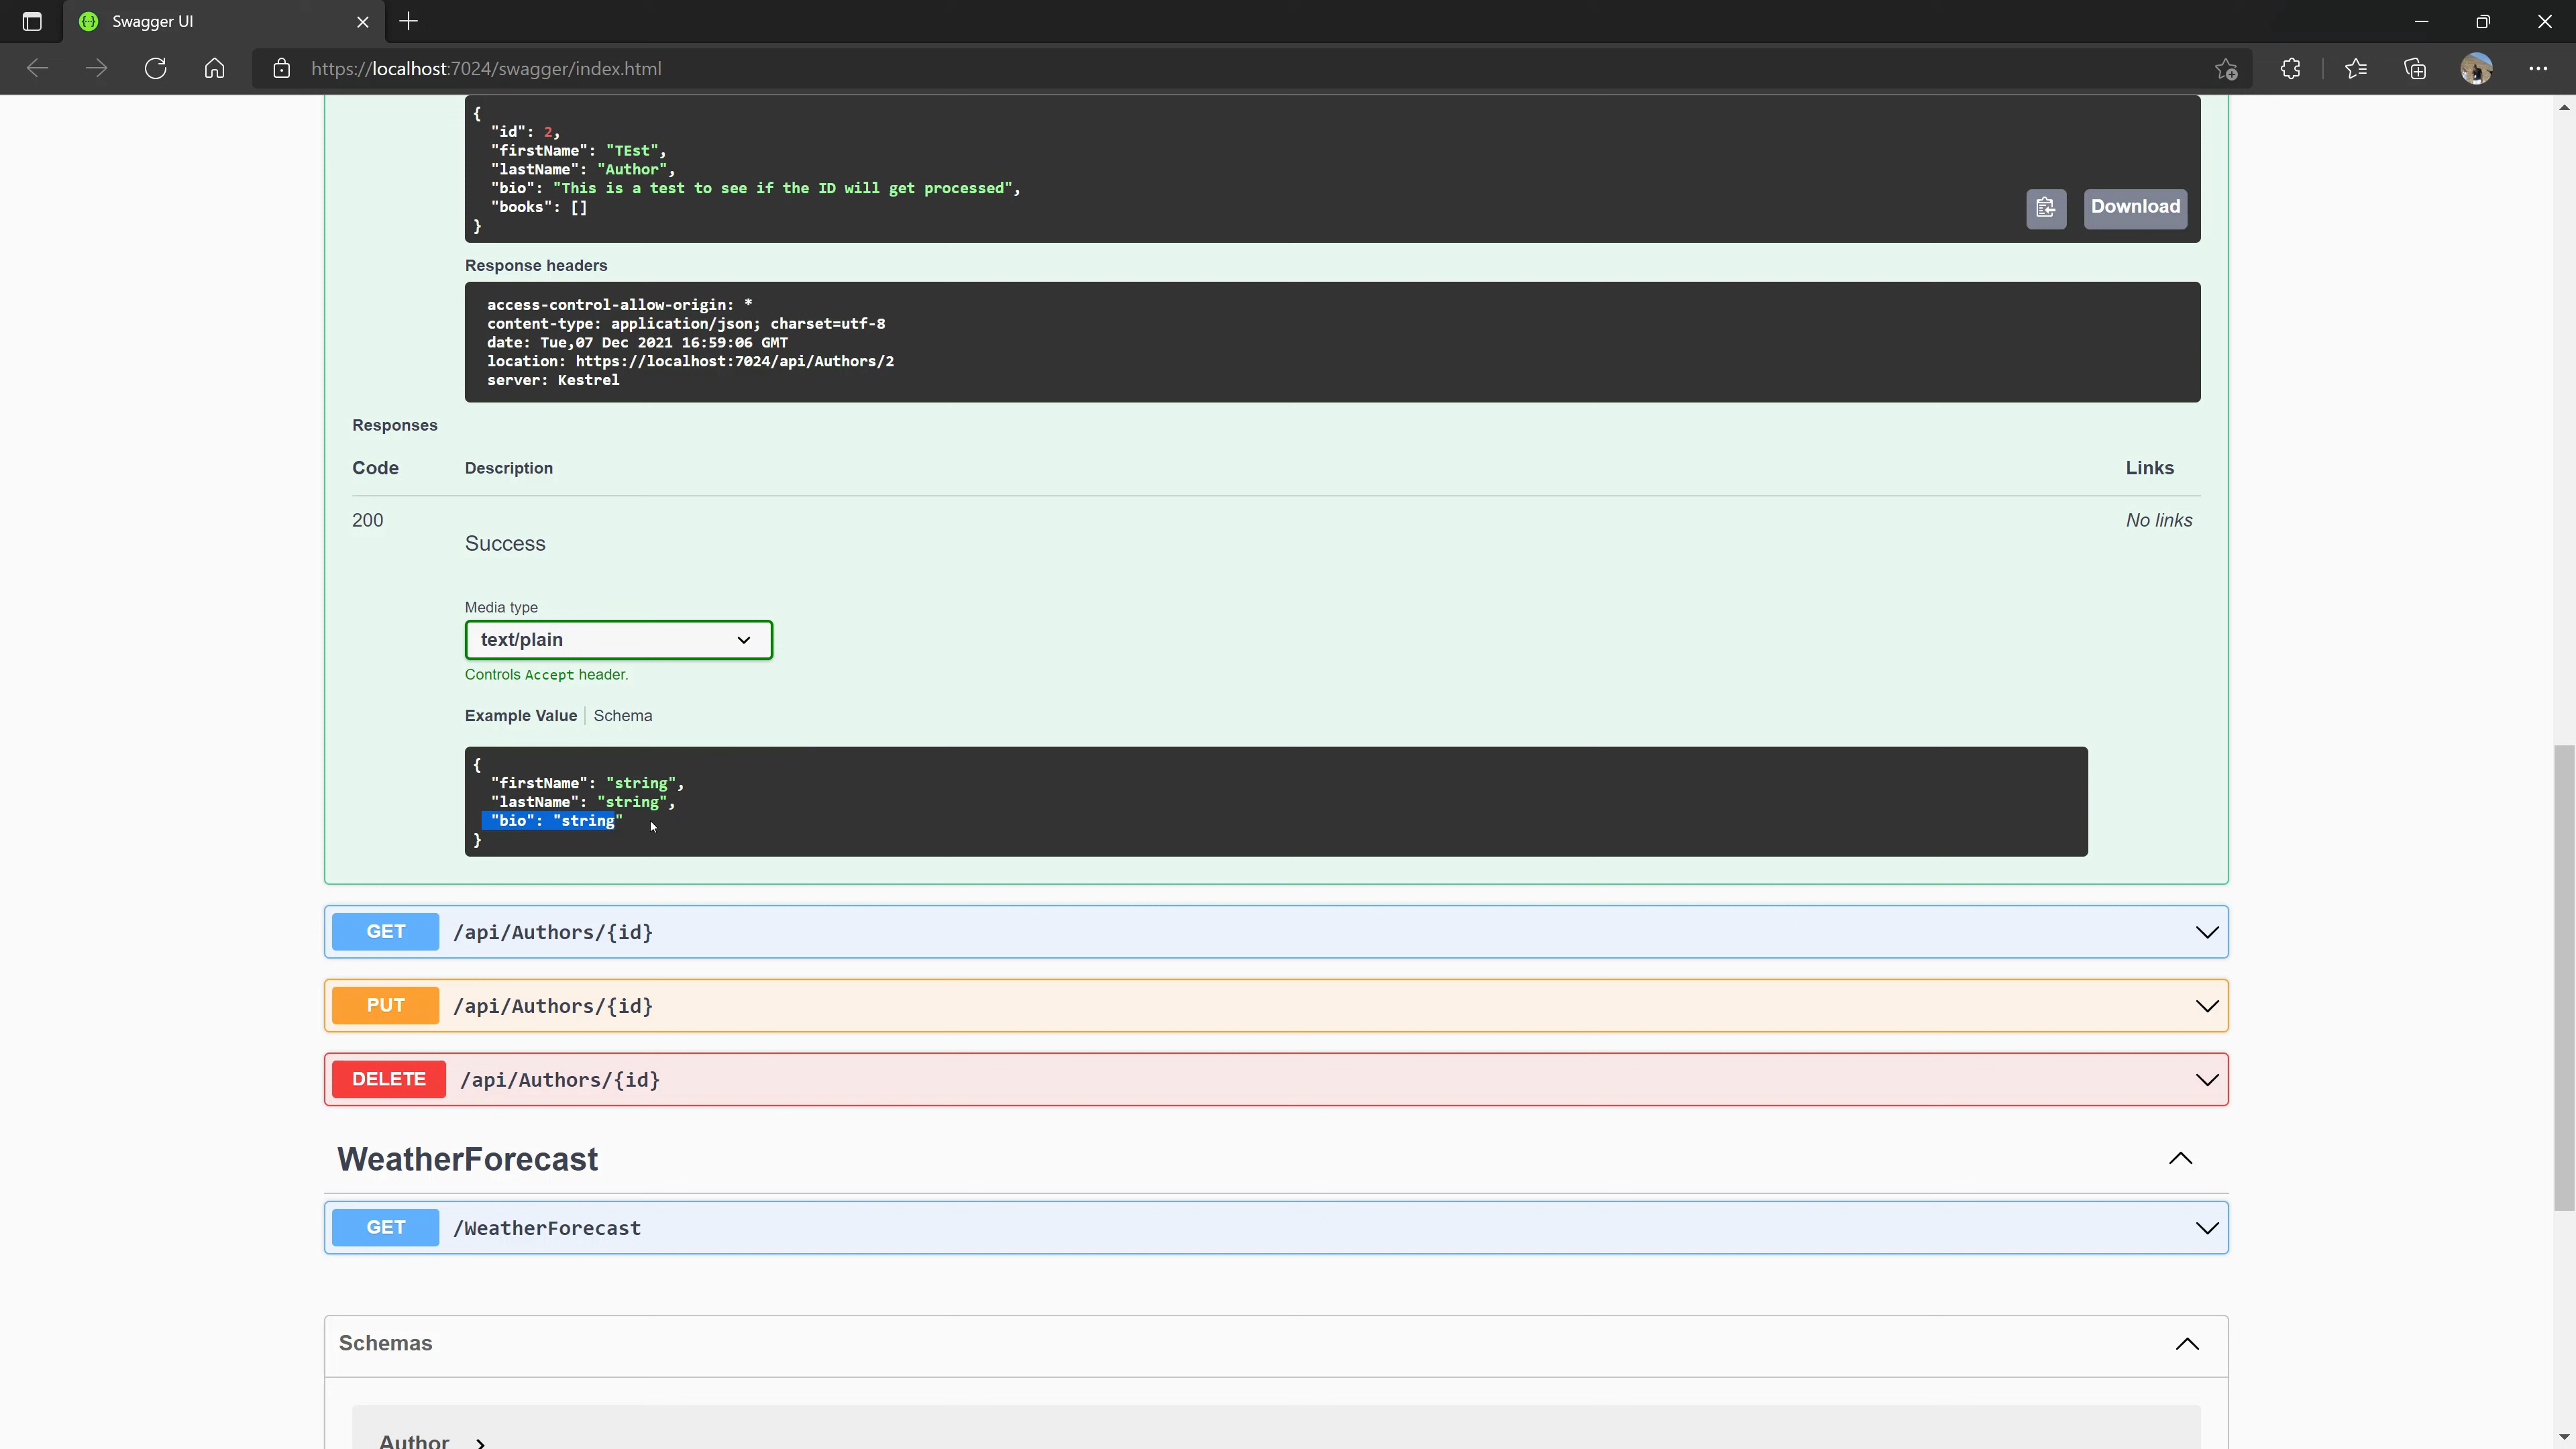 Swagger UI
https://localhost:7024/swagger/index.html
{
"id": 2,
"firstName": "TEst",
"lastName": "Author",
"bio": "This is a test to see if the ID will get processed",
"books": []
}
Download
Response headers
access-control-allow-origin: *
content-type: application/json; charset=utf-8
date: Tue,07 Dec 2021 16:59:06 GMT
location: https://localhost:7024/api/Authors/2
server: Kestrel
Responses
Code Description Links
200 No links
Success
Media type
text/plain
Controls Accept header.
Example Value Schema
{
"firstName": "string",
"lastName": "string",
"bio": "string"
}
GET /api/Authors/{id}
PUT /api/Authors/{id}
DELETE /api/Authors/{id}
WeatherForecast
GET /WeatherForecast
Schemas
Author